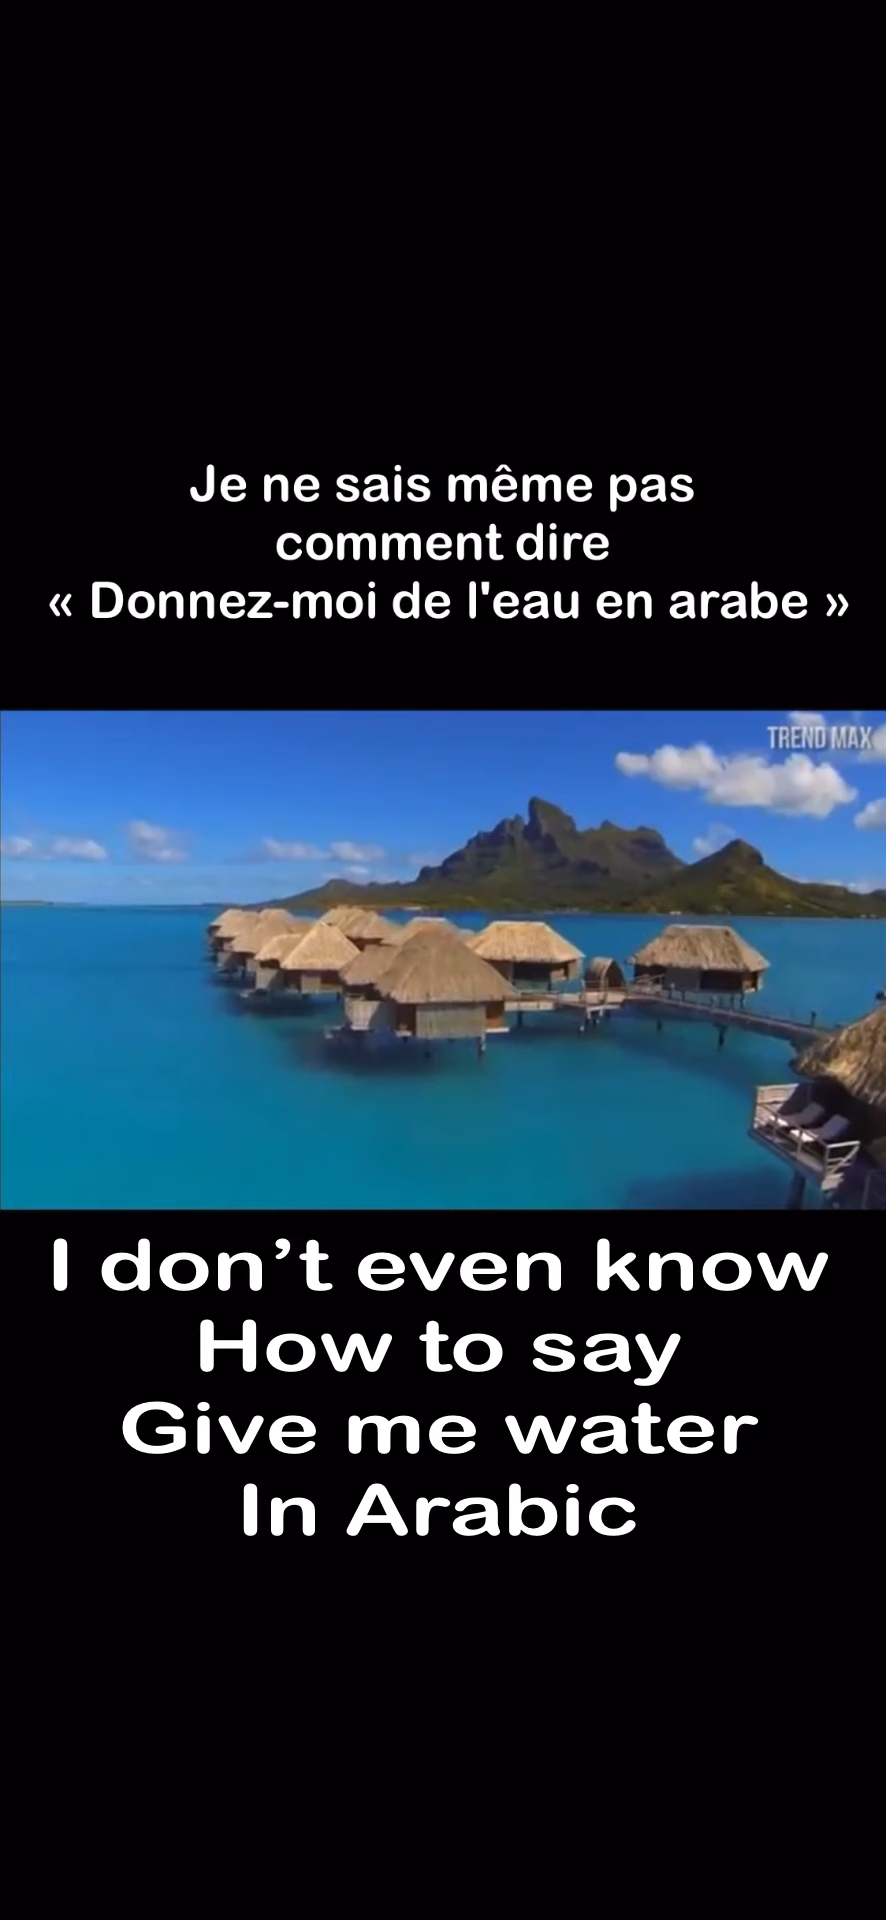 Je ne sais même pas
comment dire
« Donnez-moi de l'eau en arabe »
TREND MAX
I don’t even know
How to say
Give me water
In Arabic